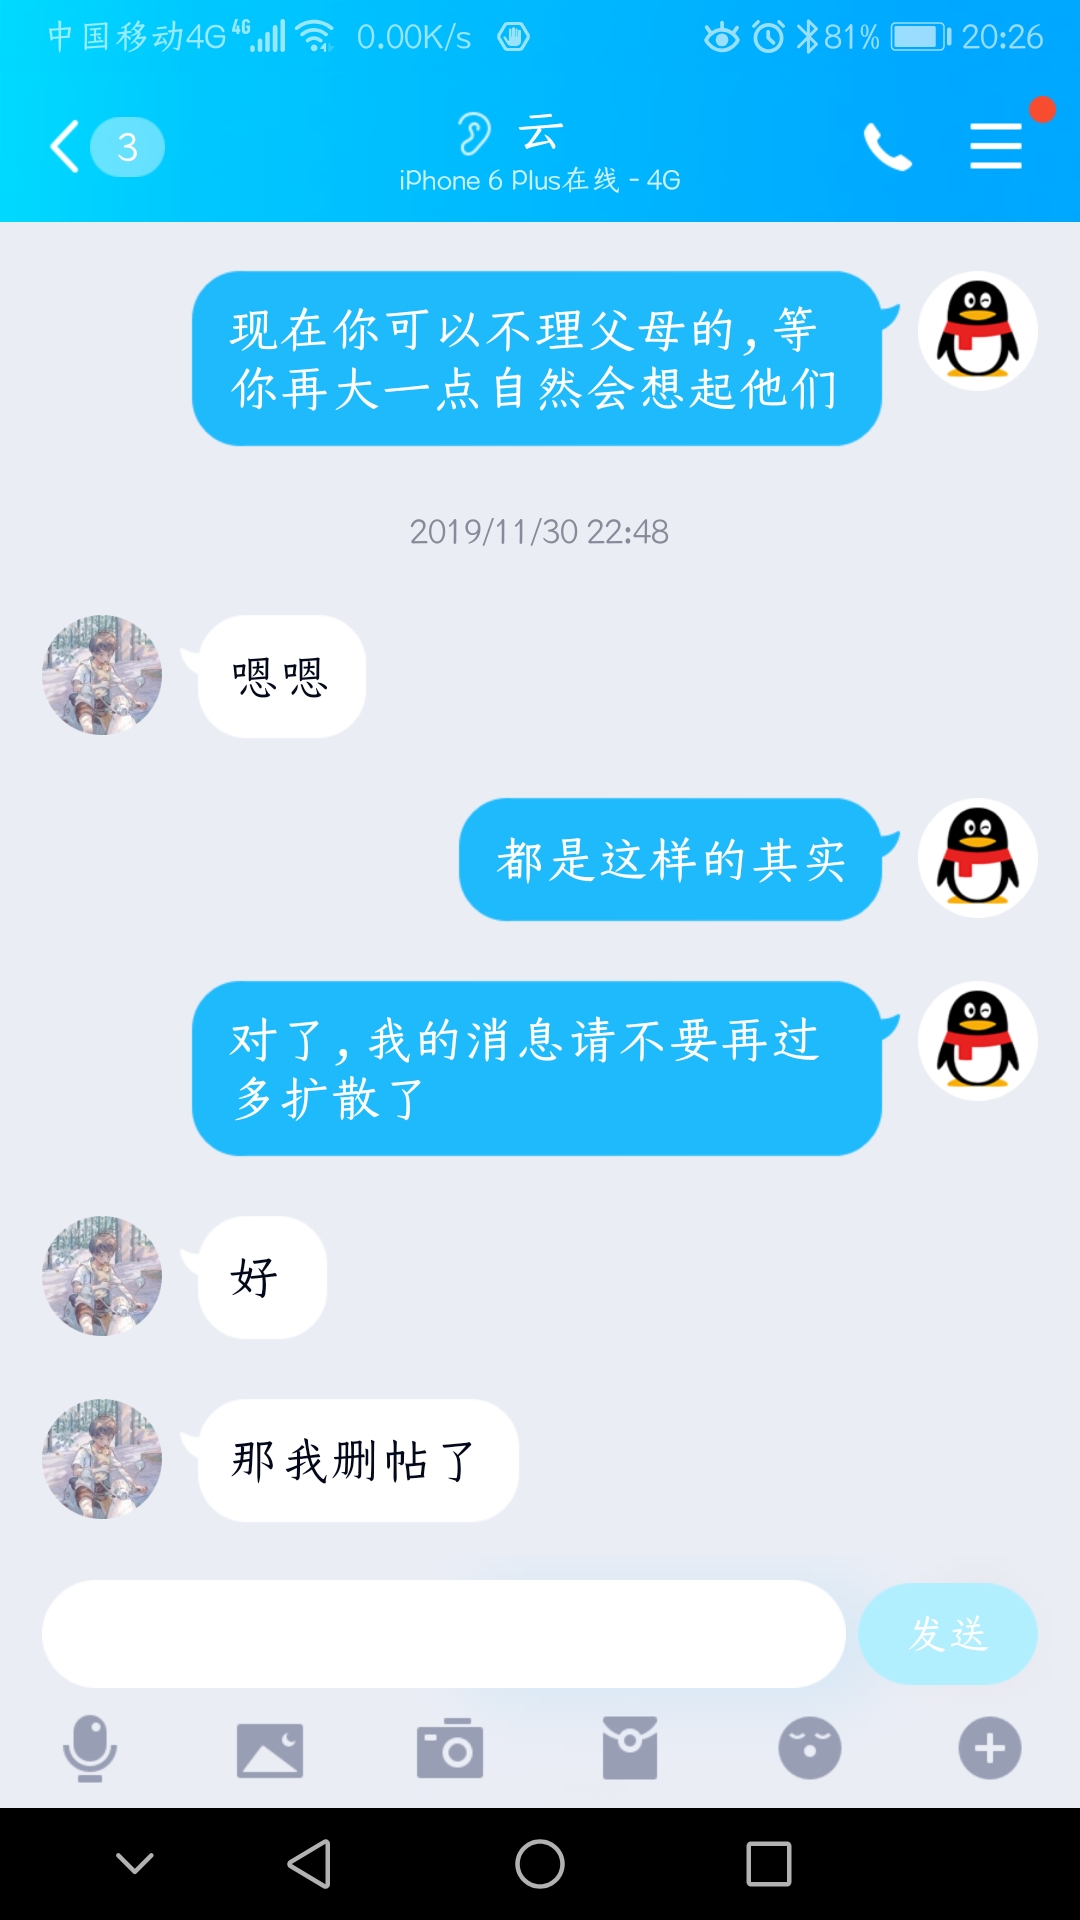 中国移动4G 4G 0.00K/s 81% 20:26
3
云
iPhone 6 Plus在线 - 4G
现在你可以不理父母的,等
你再大一点自然会想起他们
2019/11/30 22:48
嗯嗯
都是这样的其实
对了,我的消息请不要再过
多扩散了
好
那我删帖了
发送